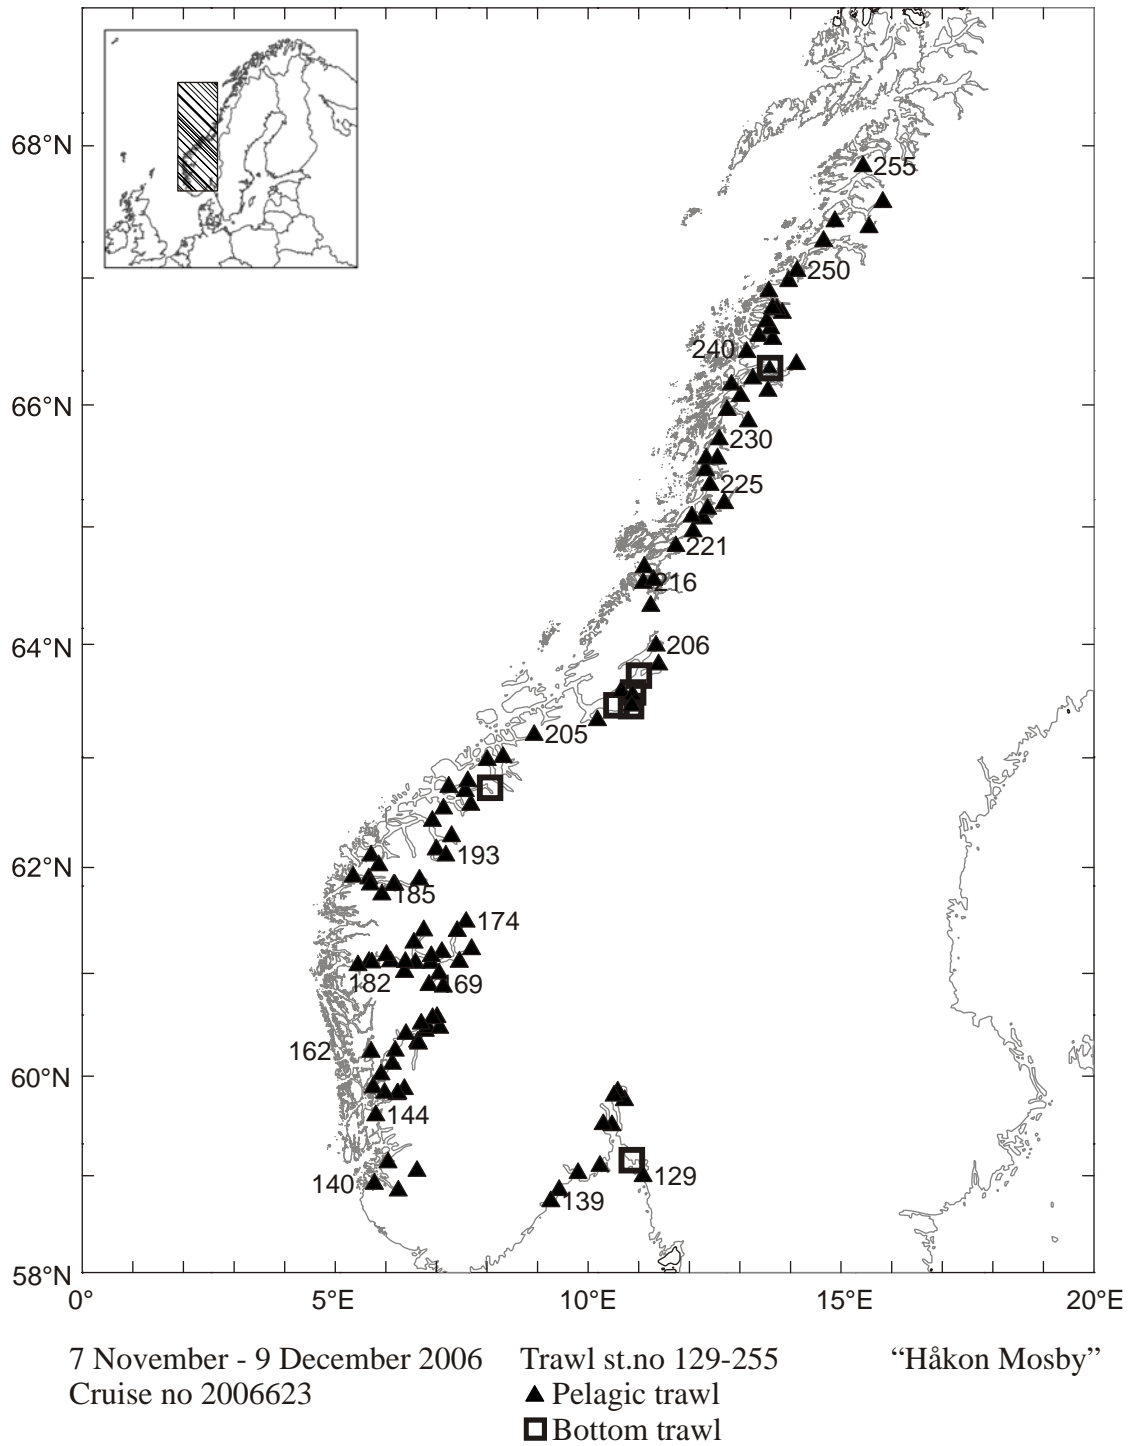 68°N
255
250
240
66°N
230
225
221
216
64°N
206
205
193
62°N
185
174
182
169
162
60°N
144
140
129
139
58°N
0° 5°E 10°E 15°E 20°E
7 November - 9 December 2006 Trawl st.no 129-255 “Håkon Mosby”
Cruise no 2006623 Pelagic trawl
Bottom trawl